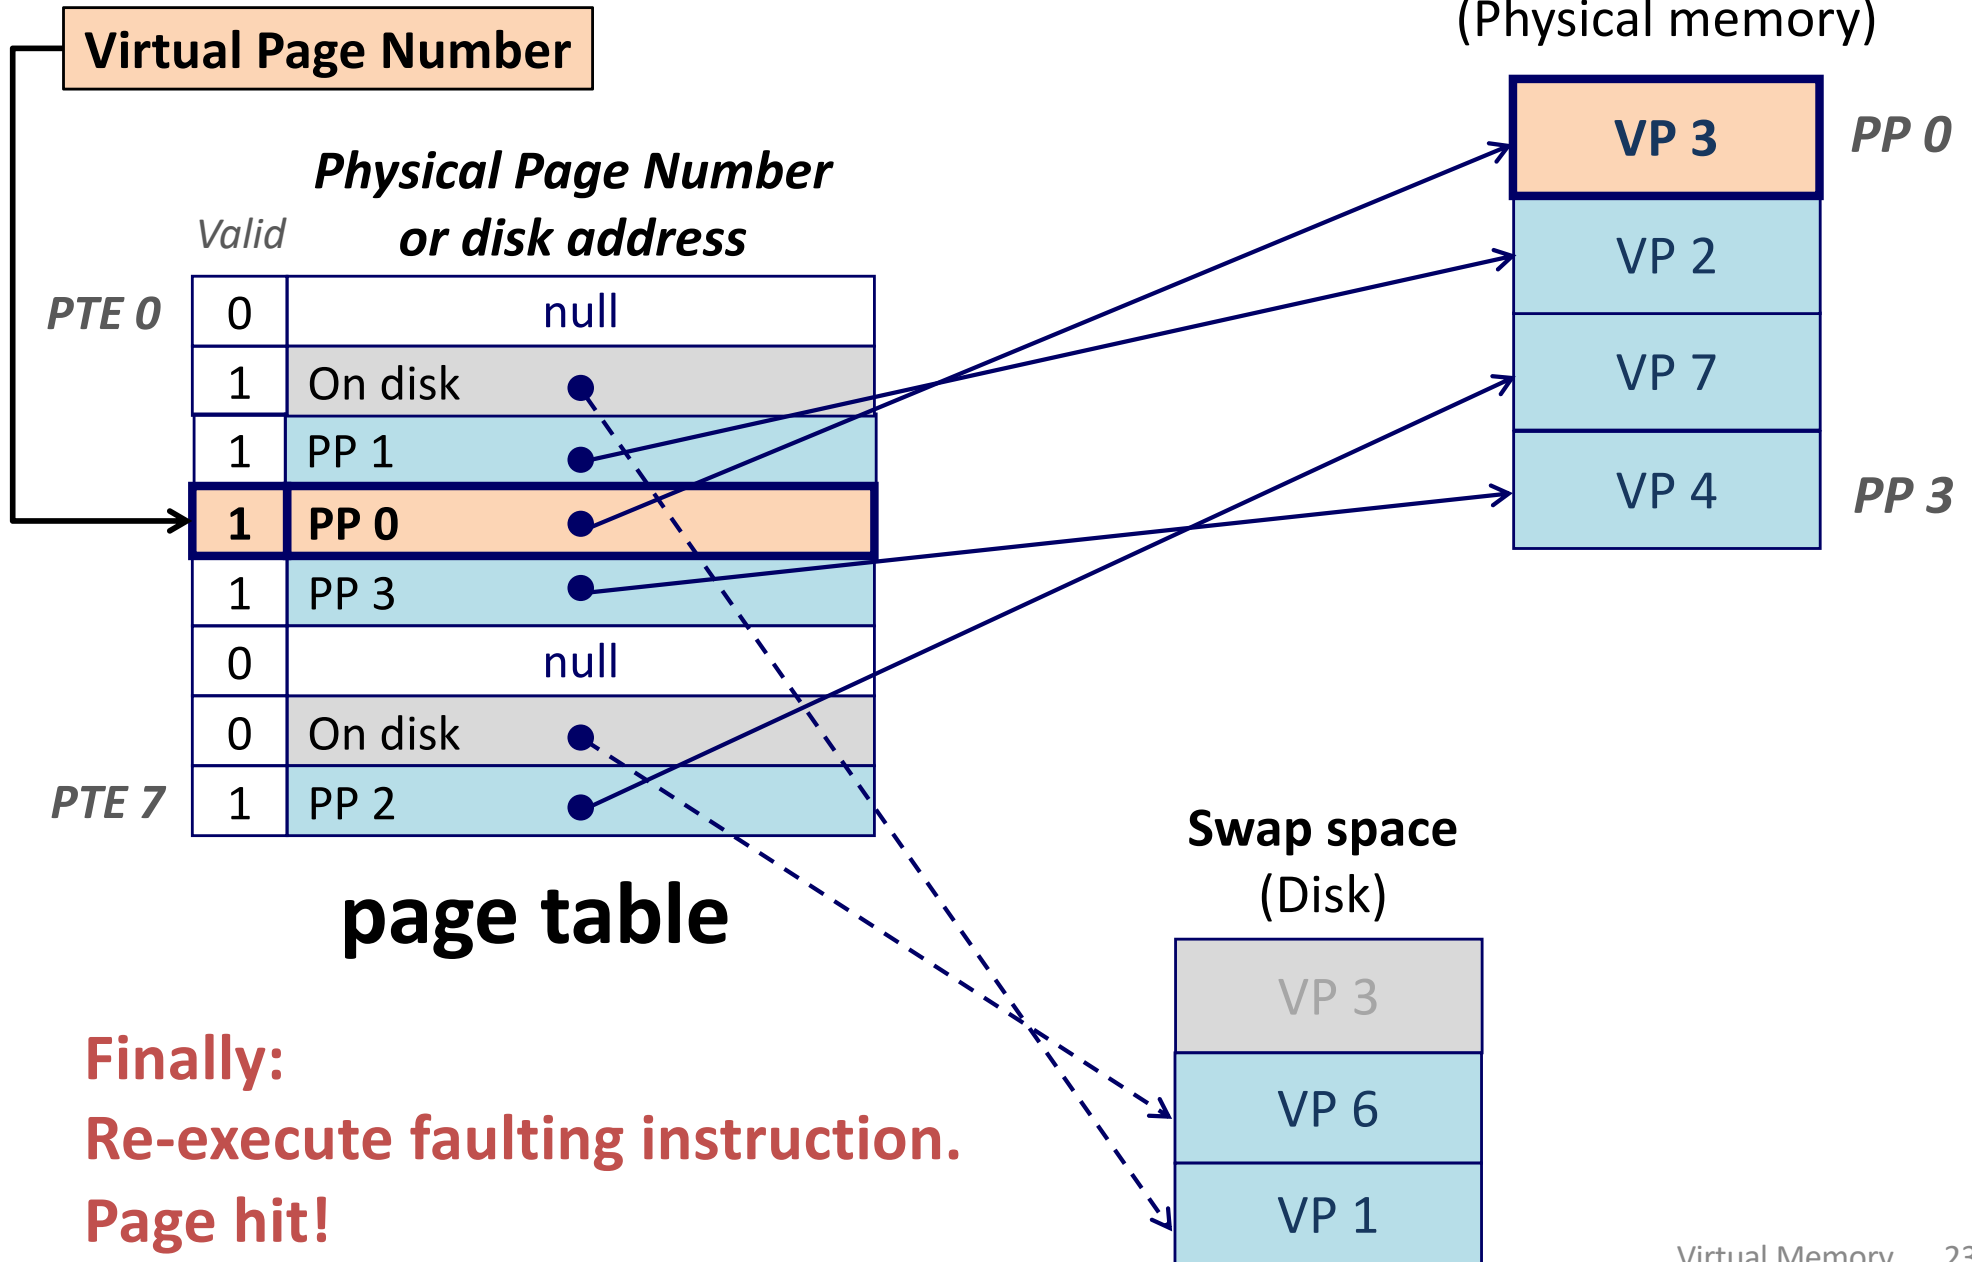 (Physical memory)
Virtual Page Number
VP 3 PP 0
Physical Page Number
Valid or disk address
VP 2
PTE 0 0 null
VP 7
1 On disk
1 PP 1
VP 4 PP 3
1 PP 0
1 PP 3
0 null
0 On disk
PTE 7 1 PP 2
Swap space
(Disk)
page table
VP 3
Finally:
VP 6
Re-execute faulting instruction.
Page hit!
VP 1
Virtual Memory 23